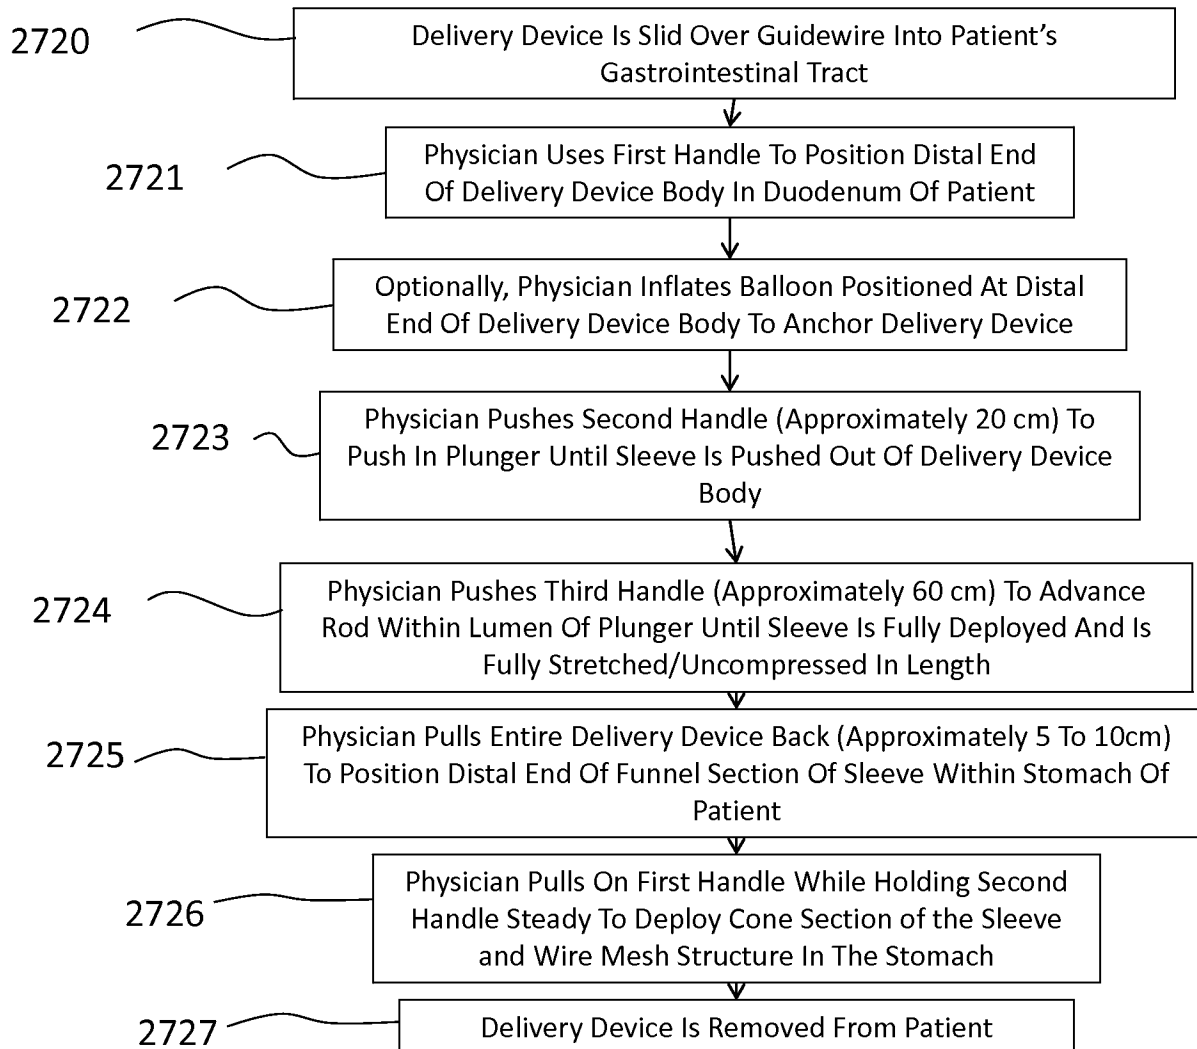 2720
Delivery Device Is Slid Over Guidewire Into Patient’s
Gastrointestinal Tract
2721
Physician Uses First Handle To Position Distal End
Of Delivery Device Body In Duodenum Of Patient
2722
Optionally, Physician Inflates Balloon Positioned At Distal
End Of Delivery Device Body To Anchor Delivery Device
2723
Physician Pushes Second Handle (Approximately 20 cm) To
Push In Plunger Until Sleeve Is Pushed Out Of Delivery Device
Body
2724
Physician Pushes Third Handle (Approximately 60 cm) To Advance
Rod Within Lumen Of Plunger Until Sleeve Is Fully Deployed And Is
Fully Stretched/Uncompressed In Length
2725
Physician Pulls Entire Delivery Device Back (Approximately 5 To 10cm)
To Position Distal End Of Funnel Section Of Sleeve Within Stomach Of
Patient
2726
Physician Pulls On First Handle While Holding Second
Handle Steady To Deploy Cone Section of the Sleeve
and Wire Mesh Structure In The Stomach
2727
Delivery Device Is Removed From Patient